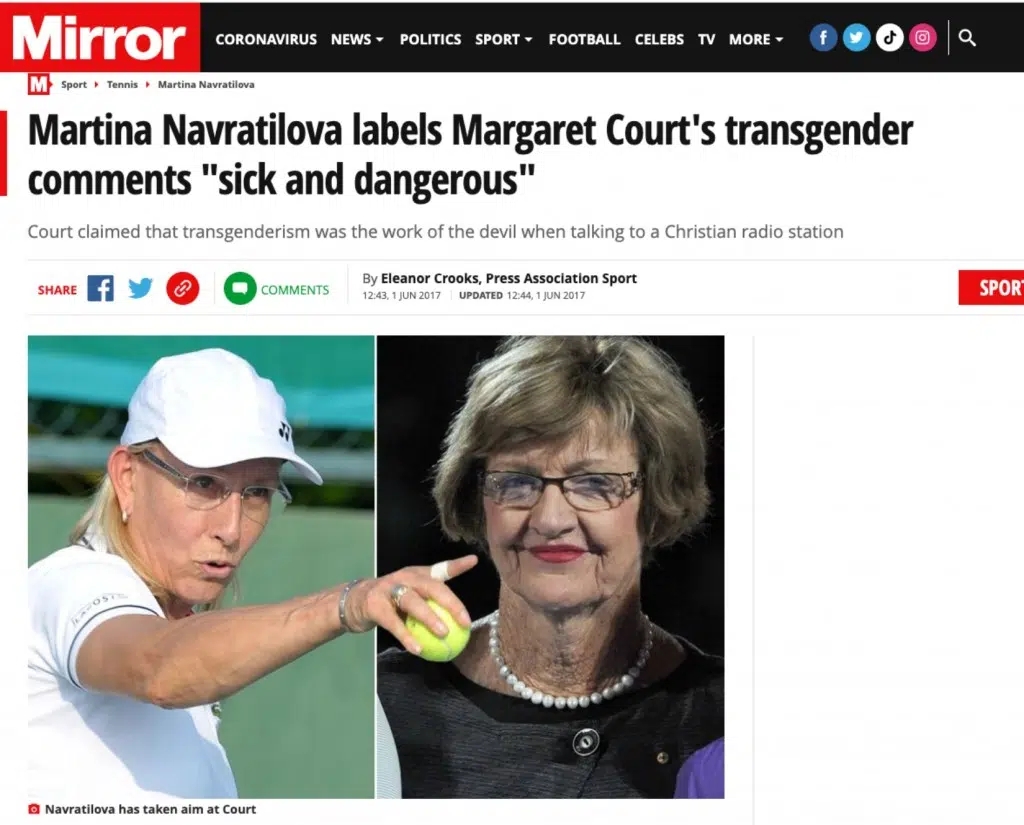 Mirror
CORONAVIRUS NEWS POLITICS SPORT FOOTBALL CELEBS TV MORE
M Sport Tennis Martina Navratilova
Martina Navratilova labels Margaret Court's transgender
comments "sick and dangerous"
Court claimed that transgenderism was the work of the devil when talking to a Christian radio station
SHARE COMMENTS
By Eleanor Crooks, Press Association Sport
12:43, 1 JUN 2017 UPDATED 12:44, 1 JUN 2017
SPORT
Navratilova has taken aim at Court